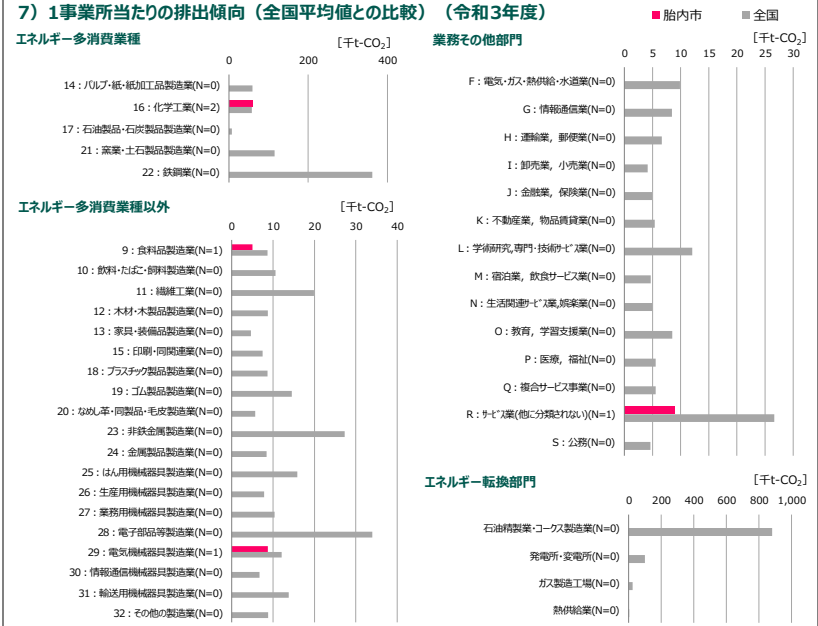 7）1事業所当たりの排出傾向（全国平均値との比較）（令和3年度）
胎内市 全国
エネルギー多消費業種
[千t-CO₂]
0 200 400
14：パルプ・紙・紙加工品製造業(N=0)
16：化学工業(N=2)
17：石油製品・石炭製品製造業(N=0)
21：窯業・土石製品製造業(N=0)
22：鉄鋼業(N=0)
エネルギー多消費業種以外
[千t-CO₂]
0 10 20 30 40
9：食料品製造業(N=1)
10：飲料・たばこ・飼料製造業(N=0)
11：繊維工業(N=0)
12：木材・木製品製造業(N=0)
13：家具・装備品製造業(N=0)
15：印刷・同関連業(N=0)
18：プラスチック製品製造業(N=0)
19：ゴム製品製造業(N=0)
20：なめし革・同製品・毛皮製造業(N=0)
23：非鉄金属製造業(N=0)
24：金属製品製造業(N=0)
25：はん用機械器具製造業(N=0)
26：生産用機械器具製造業(N=0)
27：業務用機械器具製造業(N=0)
28：電子部品等製造業(N=0)
29：電気機械器具製造業(N=1)
30：情報通信機械器具製造業(N=0)
31：輸送用機械器具製造業(N=0)
32：その他の製造業(N=0)
業務その他部門
[千t-CO₂]
0 5 10 15 20 25 30
F：電気・ガス・熱供給・水道業(N=0)
G：情報通信業(N=0)
H：運輸業，郵便業(N=0)
I：卸売業，小売業(N=0)
J：金融業，保険業(N=0)
K：不動産業，物品賃貸業(N=0)
L：学術研究,専門・技術ｻｰﾋﾞｽ業(N=0)
M：宿泊業，飲食サービス業(N=0)
N：生活関連ｻｰﾋﾞｽ業,娯楽業(N=0)
O：教育，学習支援業(N=0)
P：医療，福祉(N=0)
Q：複合サービス事業(N=0)
R：ｻｰﾋﾞｽ業(他に分類されない)(N=1)
S：公務(N=0)
エネルギー転換部門
[千t-CO₂]
0 200 400 600 800 1,000
石油精製業・コークス製造業(N=0)
発電所・変電所(N=0)
ガス製造工場(N=0)
熱供給業(N=0)